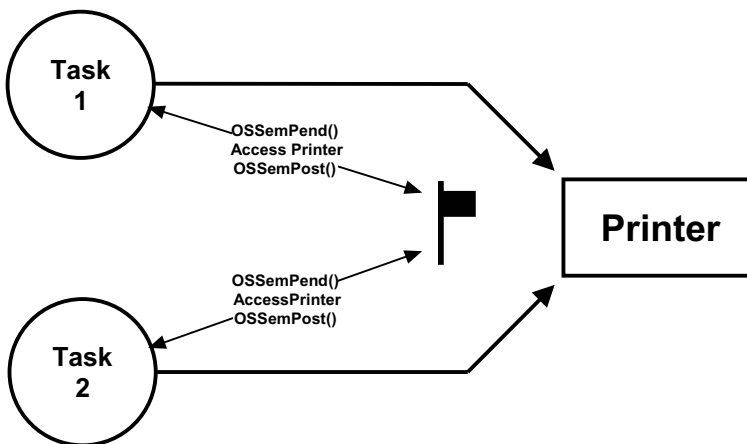 Task
1
OSSemPend()
Access Printer
OSSemPost()
Printer
OSSemPend()
AccessPrinter
OSSemPost()
Task
2